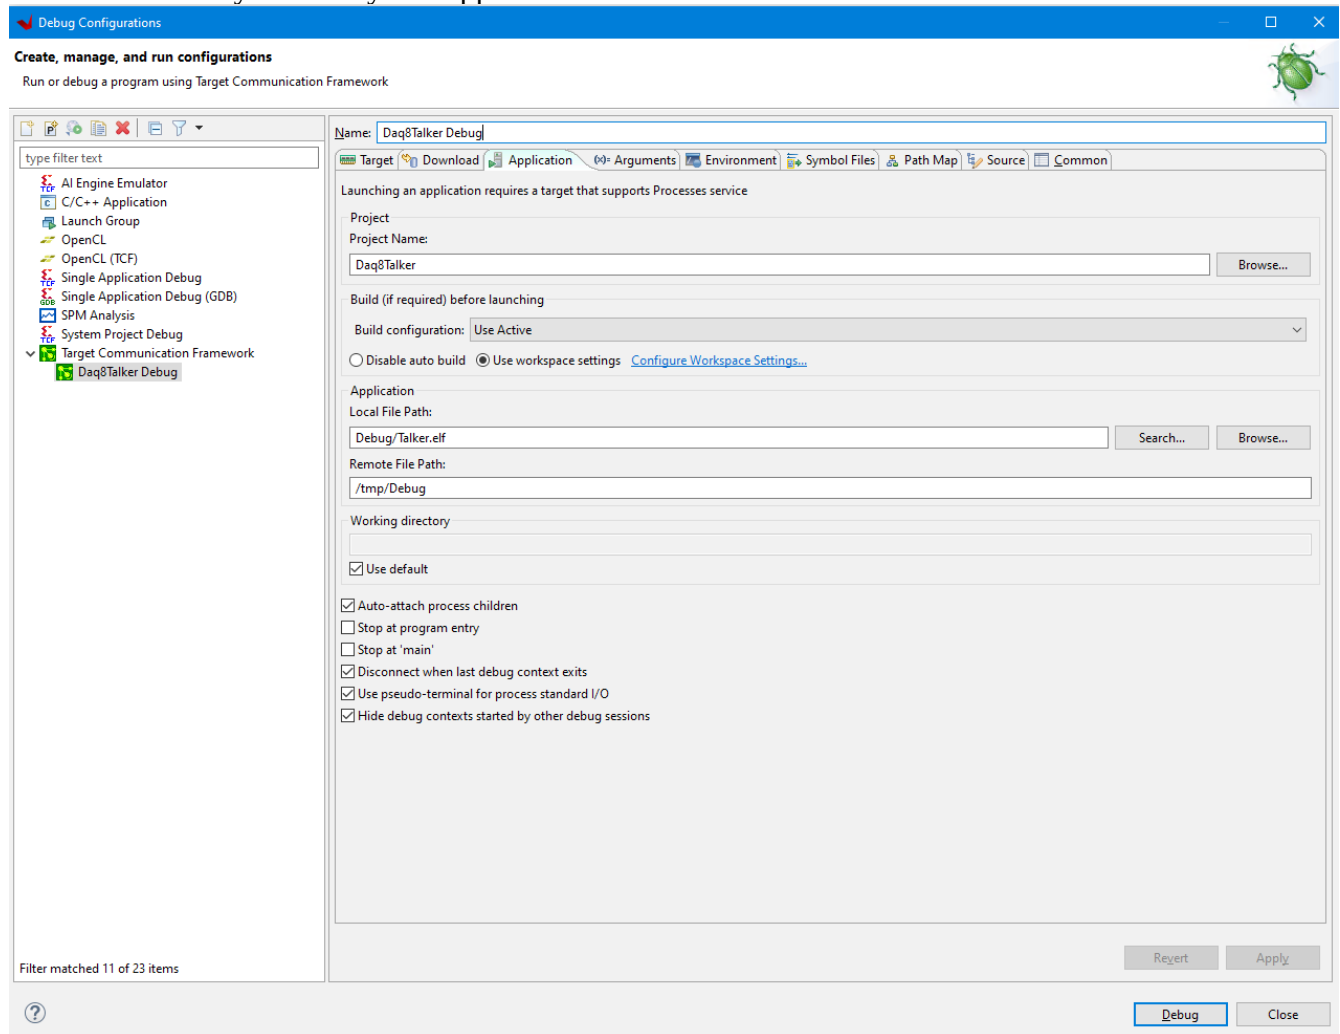 Debug Configurations
Create, manage, and run configurations
Run or debug a program using Target Communication Framework
type filter text
AI Engine Emulator
C/C++ Application
Launch Group
OpenCL
OpenCL (TCF)
Single Application Debug
Single Application Debug (GDB)
SPM Analysis
System Project Debug
Target Communication Framework
Daq8Talker Debug
Filter matched 11 of 23 items
Name: Daq8Talker Debug
Target Download Application (x)= Arguments Environment Symbol Files Path Map Source Common
Launching an application requires a target that supports Processes service
Project
Project Name:
Daq8Talker Browse...
Build (if required) before launching
Build configuration: Use Active
Disable auto build Use workspace settings Configure Workspace Settings...
Application
Local File Path:
Debug/Talker.elf Search... Browse...
Remote File Path:
/tmp/Debug
Working directory
Use default
Auto-attach process children
Stop at program entry
Stop at 'main'
Disconnect when last debug context exits
Use pseudo-terminal for process standard I/O
Hide debug contexts started by other debug sessions
Revert Apply
Debug Close